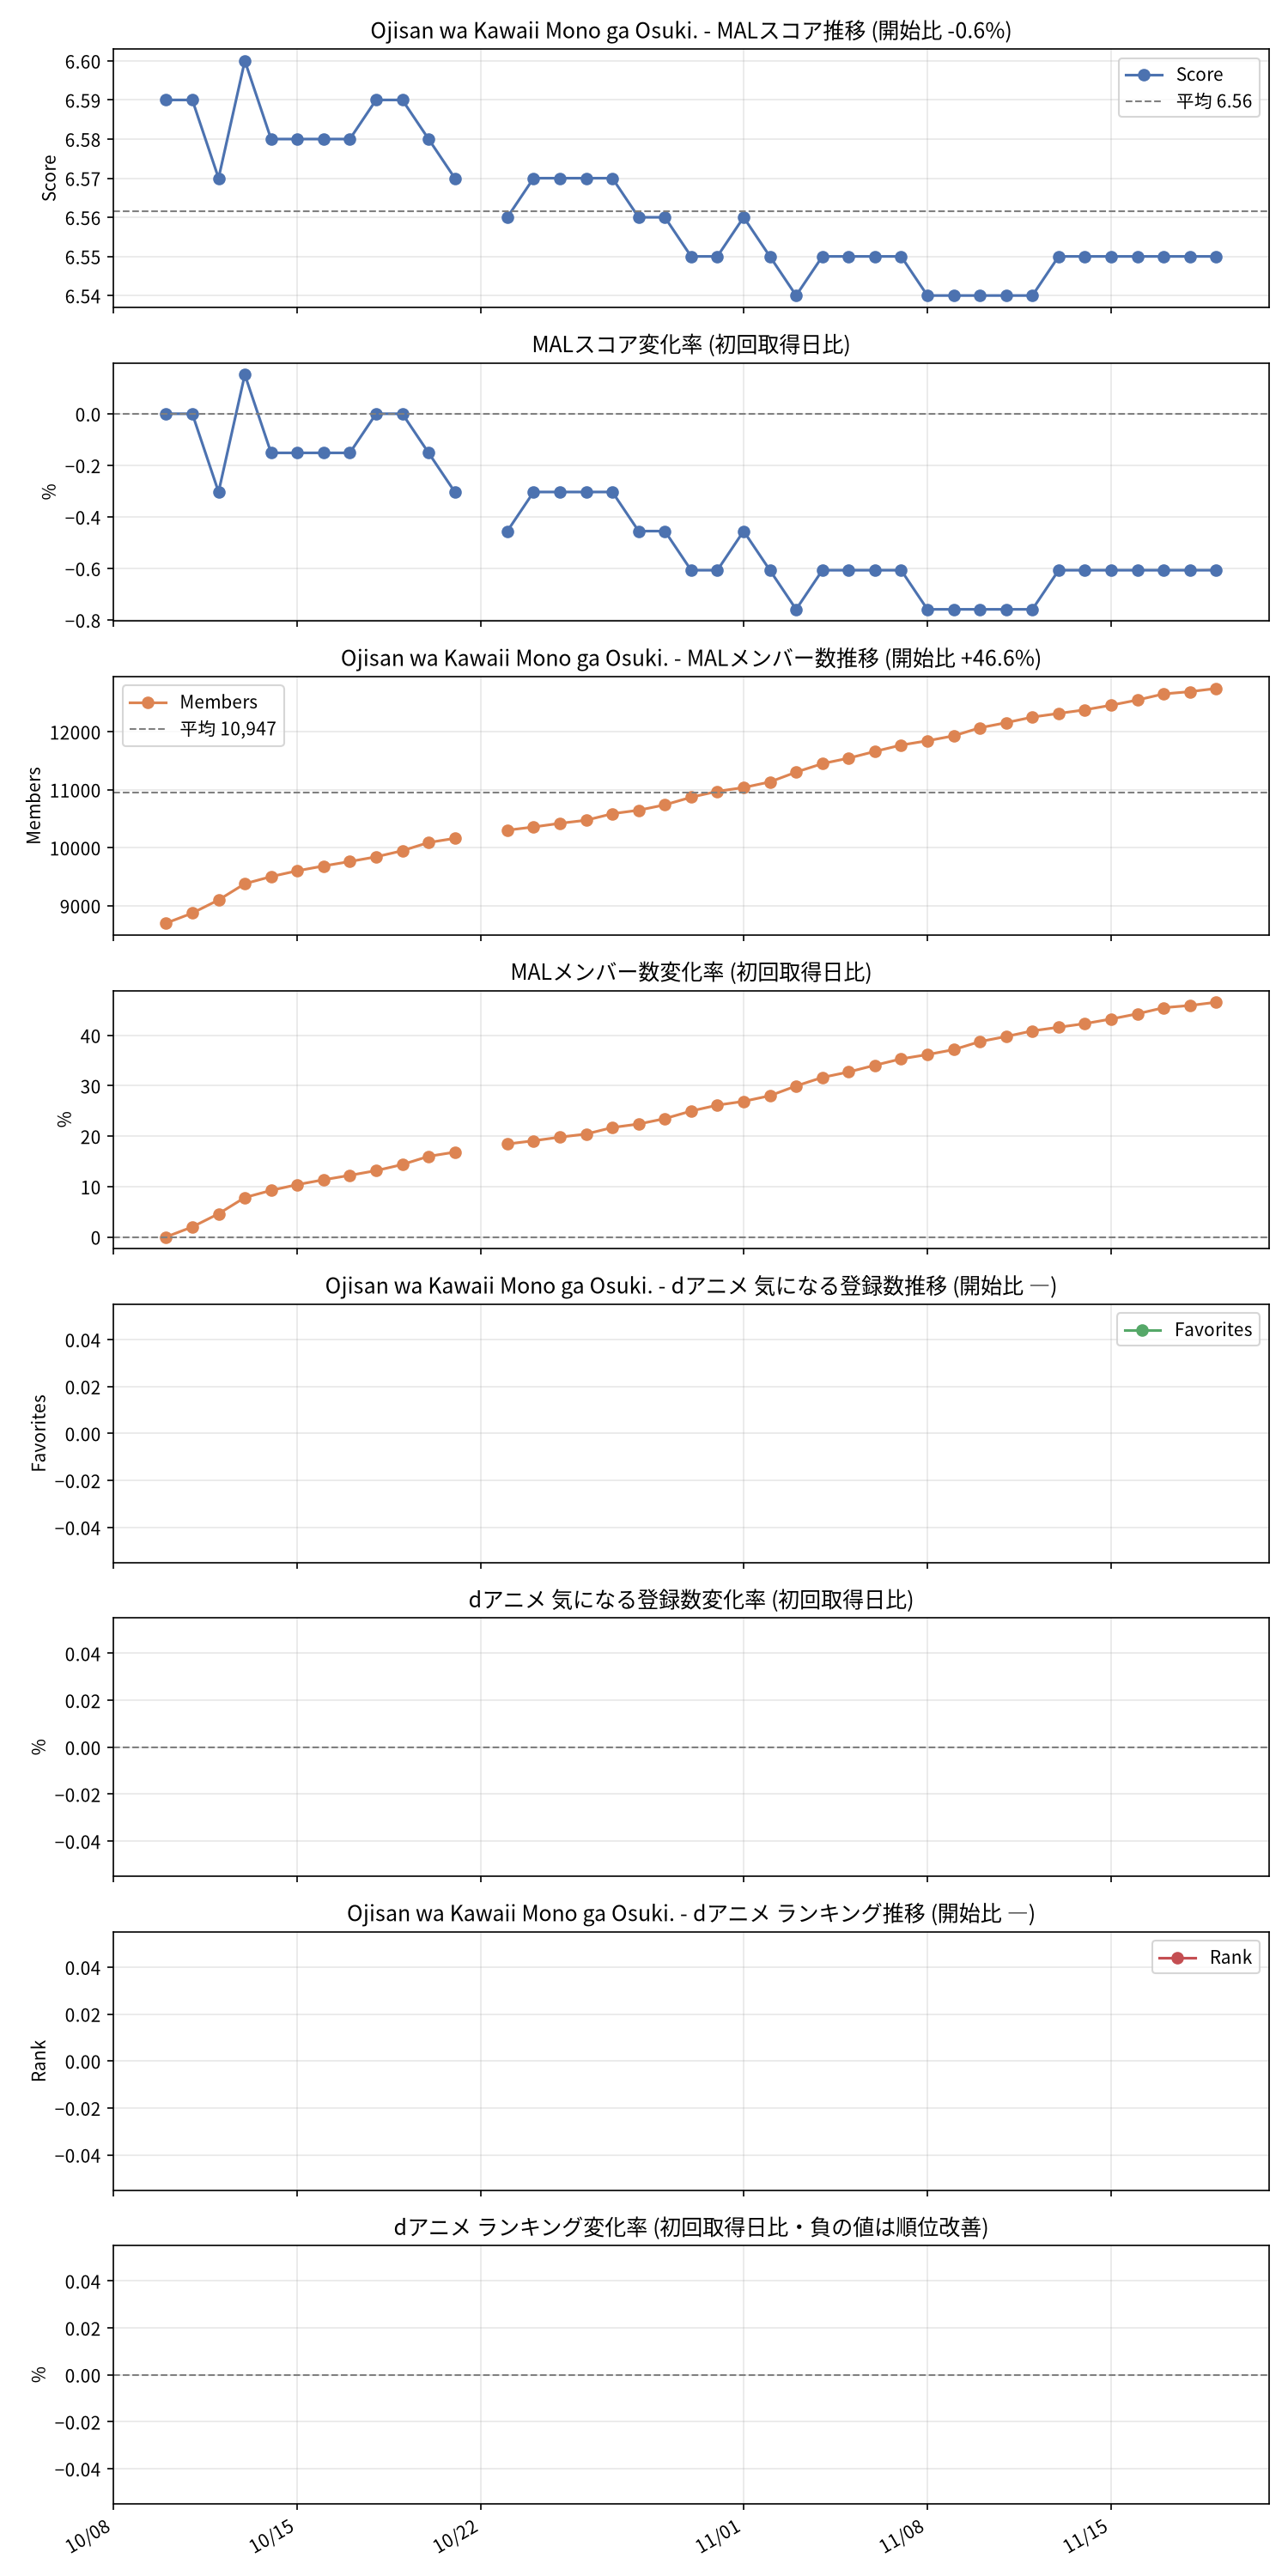 Ojisan wa Kawaii Mono ga Osuki. - MALスコア推移 (開始比 -0.6%)
Score
平均 6.56
Score
6.60
6.59
6.58
6.57
6.56
6.55
6.54
MALスコア変化率 (初回取得日比)
%
0.0
−0.2
−0.4
−0.6
−0.8
Ojisan wa Kawaii Mono ga Osuki. - MALメンバー数推移 (開始比 +46.6%)
Members
平均 10,947
Members
12000
11000
10000
9000
MALメンバー数変化率 (初回取得日比)
%
40
30
20
10
0
Ojisan wa Kawaii Mono ga Osuki. - dアニメ 気になる登録数推移 (開始比 —)
Favorites
Favorites
0.04
0.02
0.00
−0.02
−0.04
dアニメ 気になる登録数変化率 (初回取得日比)
%
0.04
0.02
0.00
−0.02
−0.04
Ojisan wa Kawaii Mono ga Osuki. - dアニメ ランキング推移 (開始比 —)
Rank
Rank
0.04
0.02
0.00
−0.02
−0.04
dアニメ ランキング変化率 (初回取得日比・負の値は順位改善)
%
0.04
0.02
0.00
−0.02
−0.04
10/08
10/15
10/22
11/01
11/08
11/15